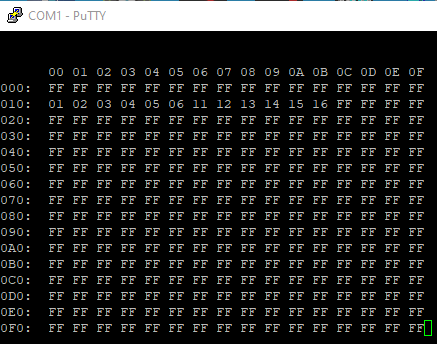 COM1 - PuTTY
00 01 02 03 04 05 06 07 08 09 0A 0B 0C 0D 0E 0F
000: FF FF FF FF FF FF FF FF FF FF FF FF FF FF FF FF
010: 01 02 03 04 05 06 11 12 13 14 15 16 FF FF FF FF
020: FF FF FF FF FF FF FF FF FF FF FF FF FF FF FF FF
030: FF FF FF FF FF FF FF FF FF FF FF FF FF FF FF FF
040: FF FF FF FF FF FF FF FF FF FF FF FF FF FF FF FF
050: FF FF FF FF FF FF FF FF FF FF FF FF FF FF FF FF
060: FF FF FF FF FF FF FF FF FF FF FF FF FF FF FF FF
070: FF FF FF FF FF FF FF FF FF FF FF FF FF FF FF FF
080: FF FF FF FF FF FF FF FF FF FF FF FF FF FF FF FF
090: FF FF FF FF FF FF FF FF FF FF FF FF FF FF FF FF
0A0: FF FF FF FF FF FF FF FF FF FF FF FF FF FF FF FF
0B0: FF FF FF FF FF FF FF FF FF FF FF FF FF FF FF FF
0C0: FF FF FF FF FF FF FF FF FF FF FF FF FF FF FF FF
0D0: FF FF FF FF FF FF FF FF FF FF FF FF FF FF FF FF
0E0: FF FF FF FF FF FF FF FF FF FF FF FF FF FF FF FF
0F0: FF FF FF FF FF FF FF FF FF FF FF FF FF FF FF FF